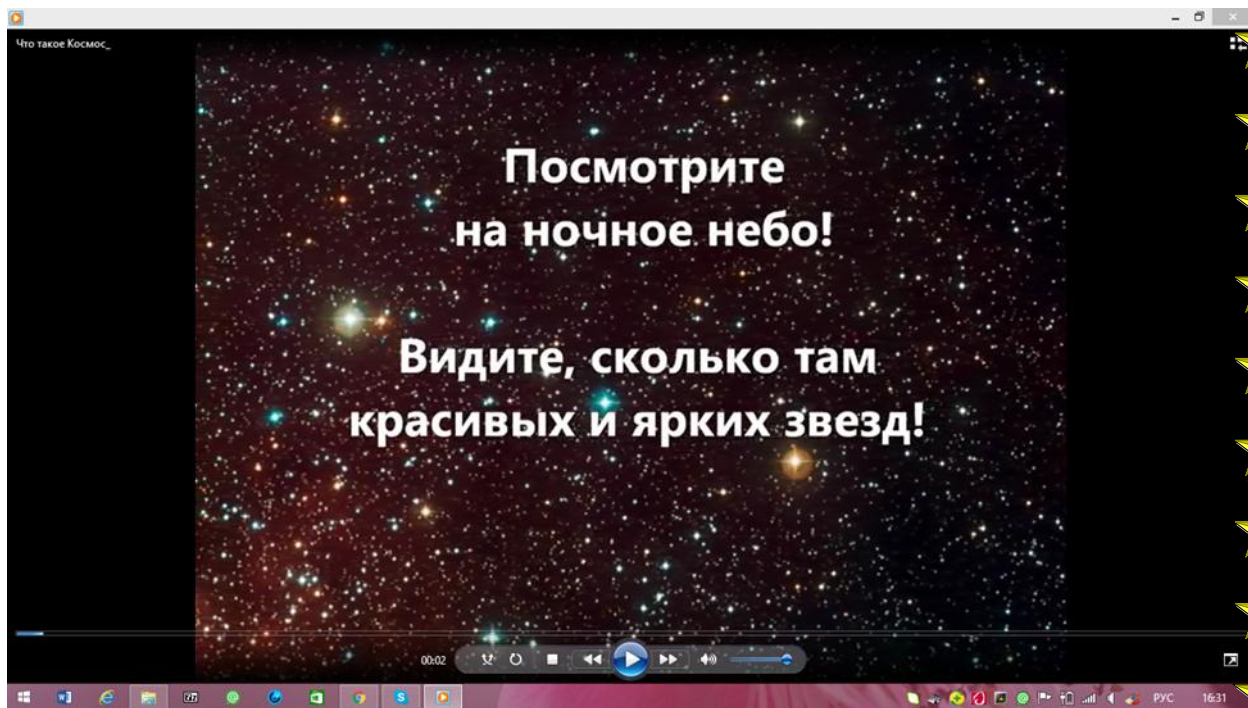 Что такое Космос_
Посмотрите
на ночное небо!
Видите, сколько там
красивых и ярких звезд!
00:02
РУС 16:31